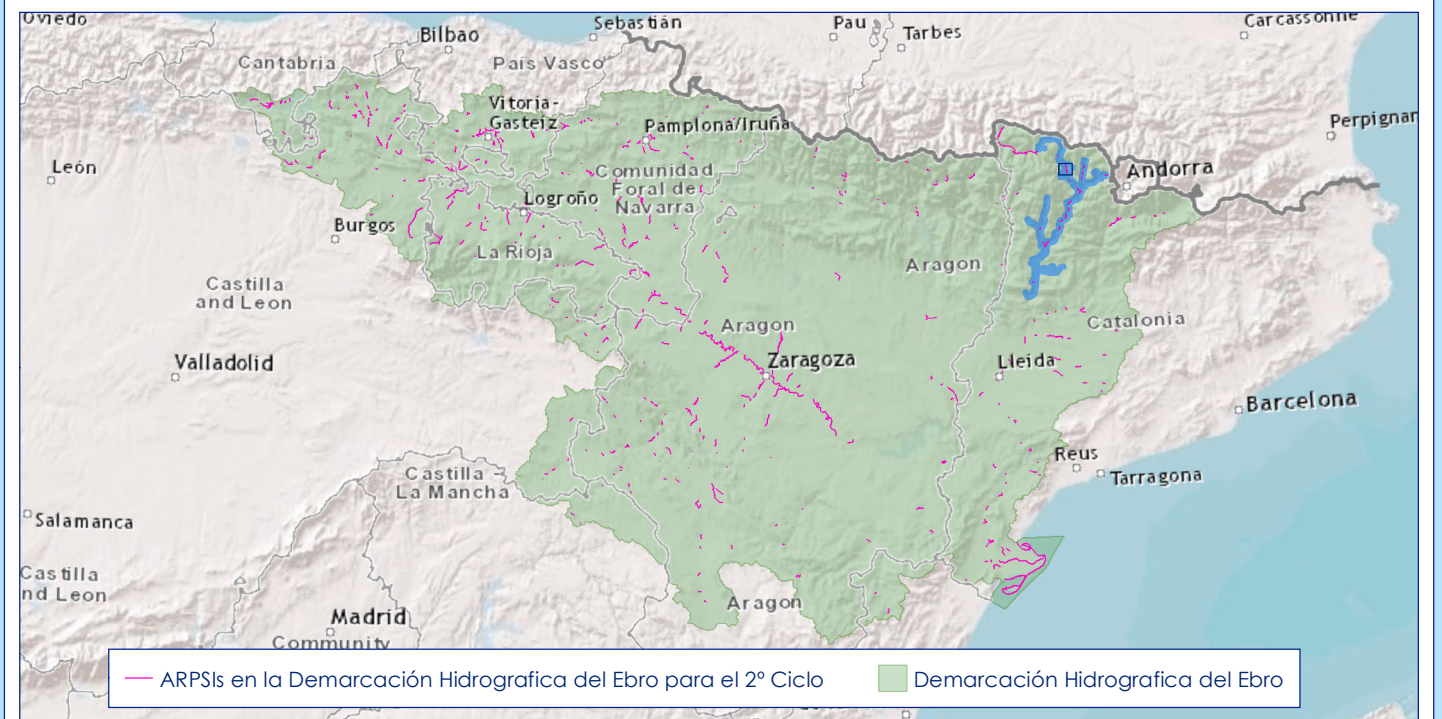 Oviedo
Sebastián
Pau
Tarbes
Carcassonne
Bilbao
Cantabria
País Vasco
Vitoria-
Gasteiz
Pamplona/Iruña
Perpignan
León
Comunidad
Foral de
Navarra
Andorra
Logroño
Burgos
La Rioja
Aragon
Castilla
and Leon
Aragon
Catalonia
Valladolid
Zaragoza
Lleida
Barcelona
Reus
Castilla -
La Mancha
Tarragona
Salamanca
Castilla
nd Leon
Aragon
Madrid
Community
ARPSIs en la Demarcación Hidrografica del Ebro para el 2º Ciclo
Demarcación Hidrografica del Ebro